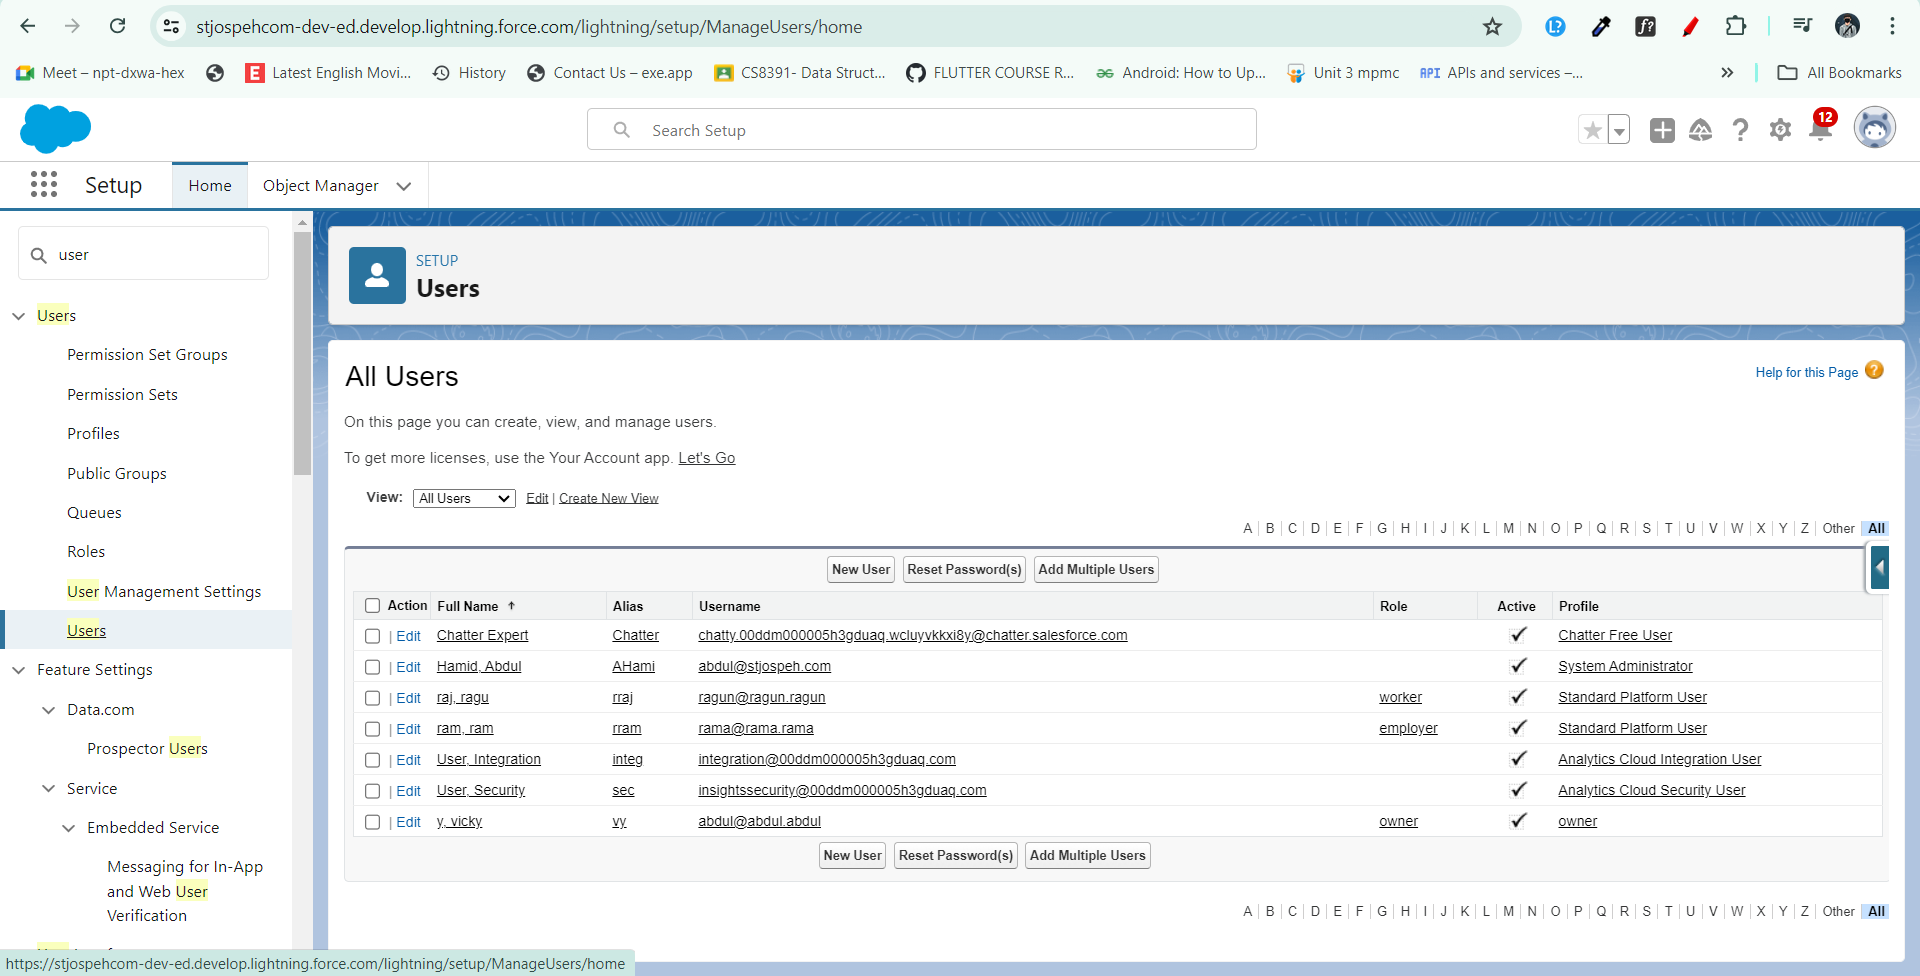 stjospehcom-dev-ed.develop.lightning.force.com/lightning/setup/ManageUsers/home
Meet – npt-dxwa-hex
E Latest English Movi...
History
Contact Us – exe.app
CS8391- Data Struct...
FLUTTER COURSE R...
Android: How to Up...
Unit 3 mpmc
API APIs and services –...
» All Bookmarks
Search Setup
12
Setup Home Object Manager
user
Users
Permission Set Groups
Permission Sets
Profiles
Public Groups
Queues
Roles
User Management Settings
Users
Feature Settings
Data.com
Prospector Users
Service
Embedded Service
Messaging for In-App
and Web User
Verification
SETUP
Users
All Users
Help for this Page ?
On this page you can create, view, and manage users.
To get more licenses, use the Your Account app. Let's Go
View: All Users Edit | Create New View
A | B | C | D | E | F | G | H | I | J | K | L | M | N | O | P | Q | R | S | T | U | V | W | X | Y | Z | Other All
New User Reset Password(s) Add Multiple Users
Action Full Name ↑ Alias Username Role Active Profile
| Edit Chatter Expert Chatter chatty.00ddm000005h3gduaq.wcluyvkkxi8y@chatter.salesforce.com ✓ Chatter Free User
| Edit Hamid, Abdul AHami abdul@stjospeh.com ✓ System Administrator
| Edit raj, ragu rraj ragun@ragun.ragun worker ✓ Standard Platform User
| Edit ram, ram rram rama@rama.rama employer ✓ Standard Platform User
| Edit User, Integration integ integration@00ddm000005h3gduaq.com ✓ Analytics Cloud Integration User
| Edit User, Security sec insightssecurity@00ddm000005h3gduaq.com ✓ Analytics Cloud Security User
| Edit y, vicky vy abdul@abdul.abdul owner ✓ owner
New User Reset Password(s) Add Multiple Users
A | B | C | D | E | F | G | H | I | J | K | L | M | N | O | P | Q | R | S | T | U | V | W | X | Y | Z | Other All
https://stjospehcom-dev-ed.develop.lightning.force.com/lightning/setup/ManageUsers/home